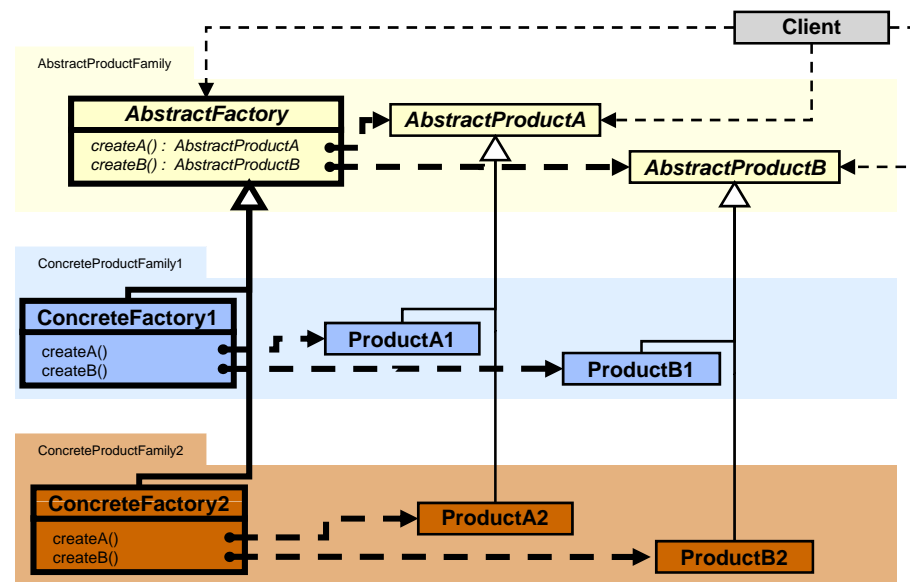 Client
AbstractProductFamily
AbstractFactory
createA() : AbstractProductA
createB() : AbstractProductB
AbstractProductA
AbstractProductB
ConcreteProductFamily1
ConcreteFactory1
createA()
createB()
ProductA1
ProductB1
ConcreteProductFamily2
ConcreteFactory2
createA()
createB()
ProductA2
ProductB2